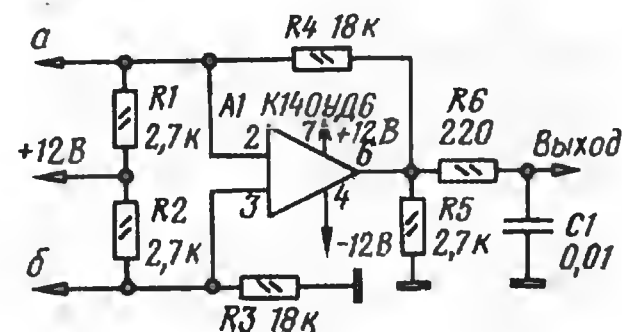 а
R4 18к
R1
2,7к
А1 К140УД6
7 +12В
2
6
R6
220
Выход
+12В
R2
2,7к
3
4
-12В
R5
2,7к
C1
0,01
б
R3 18к